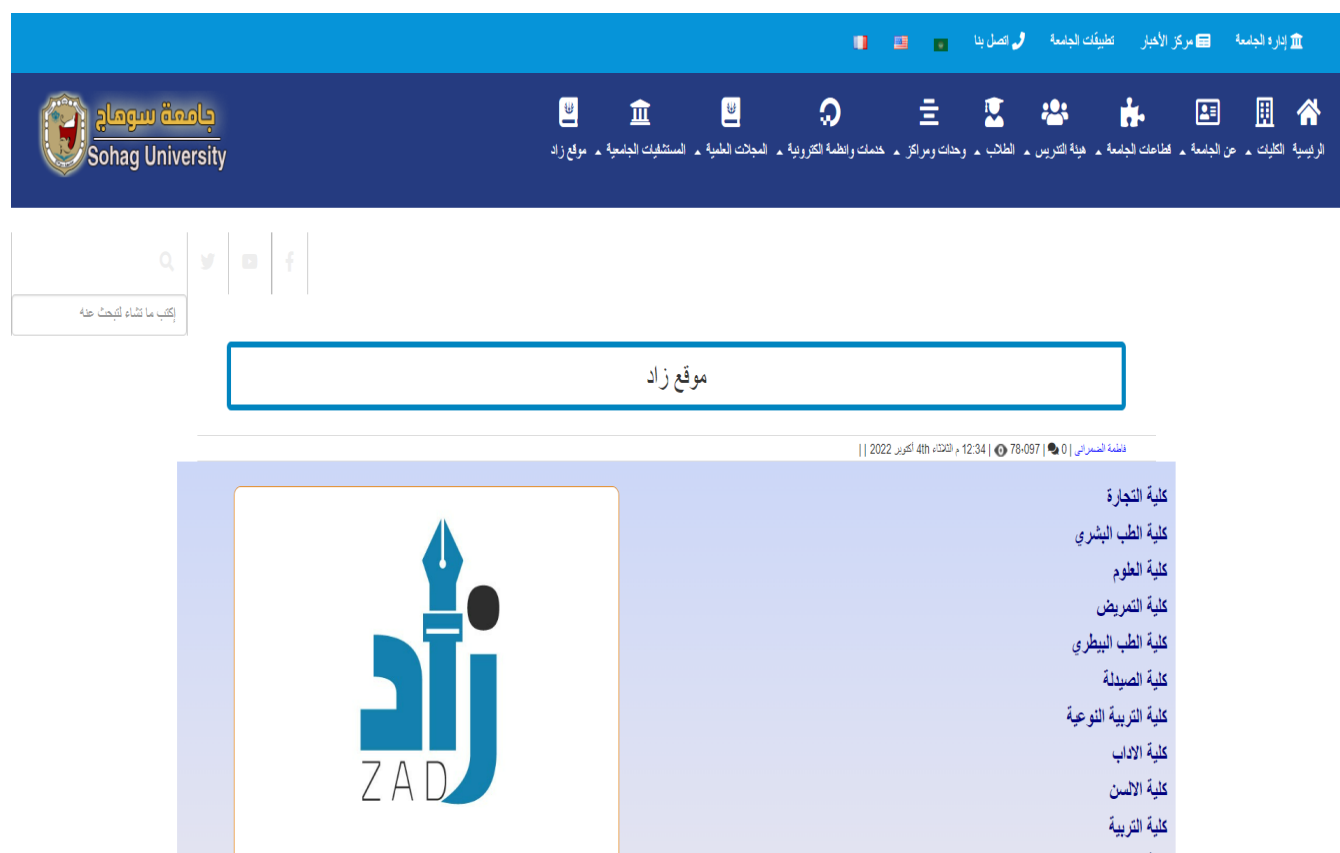 إدارة الجامعة مركز الأخبار تطبيقات الجامعة اتصل بنا
جامعة سوهاج
Sohag University
الرئيسية الكليات عن الجامعة قطاعات الجامعة هيئة التدريس الطلاب وحدات ومراكز خدمات وانظمة الكترونية المجلات العلمية المستشفيات الجامعية موقع زاد
إكتب ما تشاء لتبحث عنه
موقع زاد
فاطمة الضمرانى | 0 | 78،097 | 12:34 م الثلاثاء 4th أكتوبر 2022 | |
كلية التجارة
كلية الطب البشري
كلية العلوم
كلية التمريض
كلية الطب البيطري
كلية الصيدلة
كلية التربية النوعية
كلية الاداب
كلية الالسن
كلية التربية
زاد
ZAD